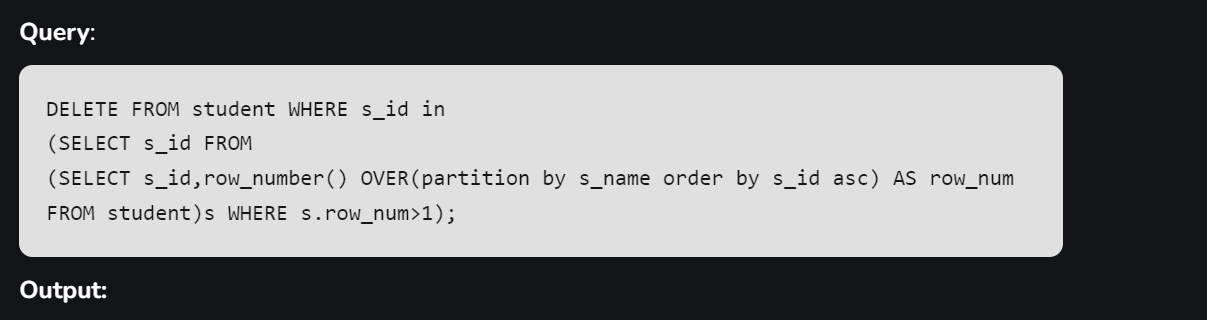 Query:
DELETE FROM student WHERE s_id in
(SELECT s_id FROM
(SELECT s_id,row_number() OVER(partition by s_name order by s_id asc) AS row_num
FROM student)s WHERE s.row_num>1);
Output: